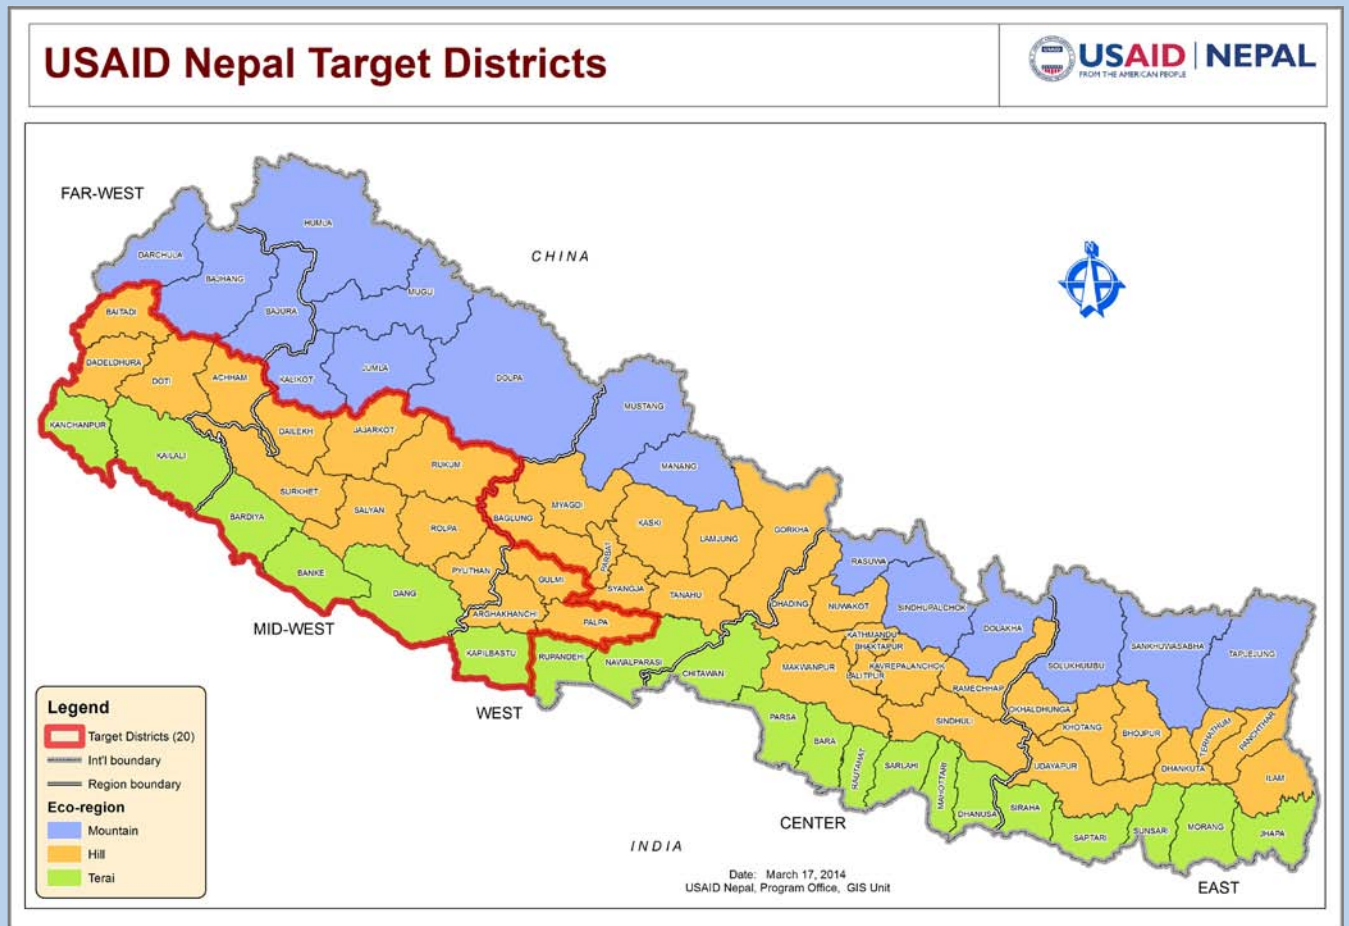 USAID Nepal Target Districts
USAID | NEPAL
FROM THE AMERICAN PEOPLE
FAR-WEST
HUMLA
DARCHULA
CHINA
BAJHANG
MUGU
BAITADI
BAJURA
DADELDHURA
DOTI
ACHHAM
KALIKOT
JUMLA
DOLPA
MUSTANG
KANCHANPUR
DAILEKH
JAJARKOT
KAILALI
RUKUM
MANANG
SURKHET
MYAGDI
BARDIYA
SALYAN
BAGLUNG
KASKI
ROLPA
LAMJUNG
GORKHA
PARBAT
RASUWA
BANKE
PYUTHAN
GULMI
DANG
SYANGJA
TANAHU
DHADING
NUWAKOT
SINDHUPALCHOK
ARGHAKHANCHI
PALPA
DOLAKHA
MID-WEST
KATHMANDU
BHAKTAPUR
KAPILBASTU
RUPANDEHI
NAWALPARASI
CHITAWAN
MAKWANPUR
KAVREPALANCHOK
LALITPUR
SOLUKHUMBU
SANKHUWASABHA
TAPLEJUNG
RAMECHHAP
WEST
OKHALDHUNGA
PARSA
SINDHULI
KHOTANG
BHOJPUR
TERHATHUM
PANCHTHAR
BARA
RAUTAHAT
SARLAHI
MAHOTTARI
UDAYAPUR
DHANKUTA
ILAM
DHANUSA
SIRAHA
CENTER
SAPTARI
SUNSARI
MORANG
JHAPA
INDIA
EAST
Legend
Target Districts (20)
Int'l boundary
Region boundary
Eco-region
Mountain
Hill
Terai
Date: March 17, 2014
USAID Nepal, Program Office, GIS Unit
N